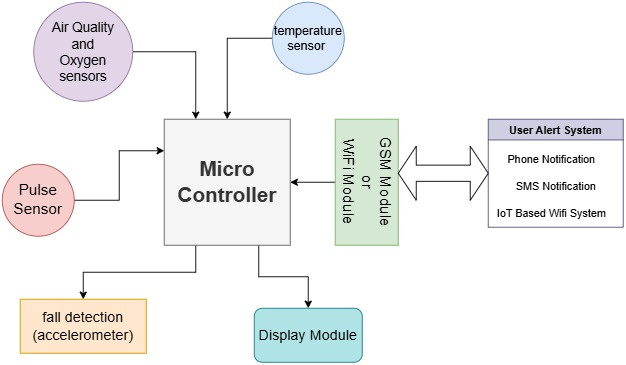 Air Quality
and
Oxygen
sensors
temperature
sensor
Pulse
Sensor
Micro
Controller
GSM Module
or
WiFi Module
User Alert System
Phone Notification
SMS Notification
IoT Based Wifi System
fall detection
(accelerometer)
Display Module